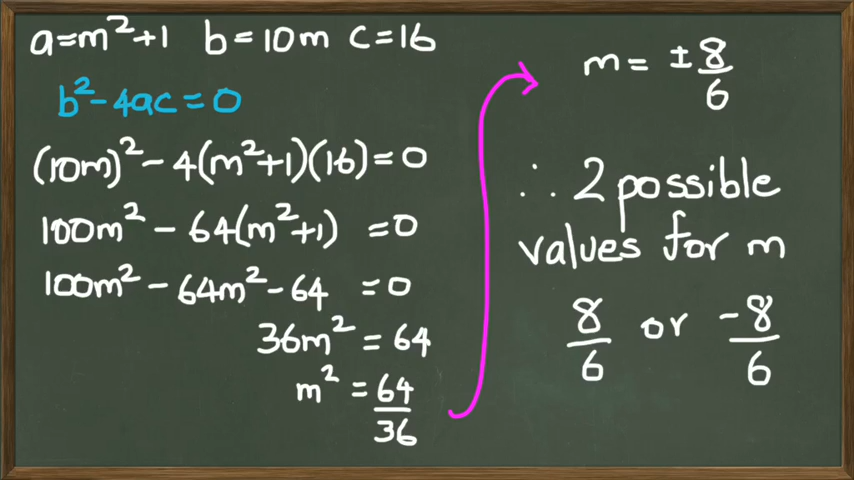 a=m²+1 b=10m c=16
b²-4ac=0
(10m)²-4(m²+1)(16)=0
100m²-64(m²+1)=0
100m²-64m²-64=0
36m²=64
m²=64/36
m=±8/6
∴ 2 possible
values for m
8/6 or -8/6